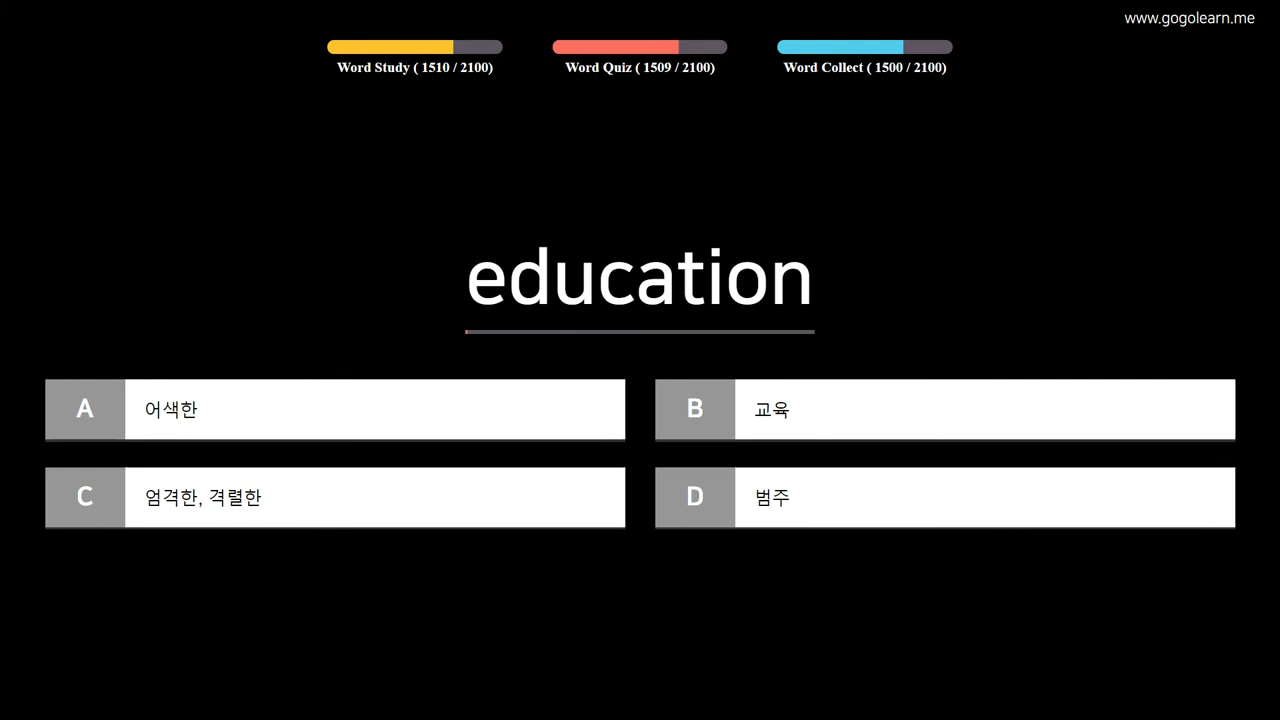 www.gogolearn.me
Word Study ( 1510 / 2100)
Word Quiz ( 1509 / 2100)
Word Collect ( 1500 / 2100)
education
A 어색한
B 교육
C 엄격한, 격렬한
D 범주